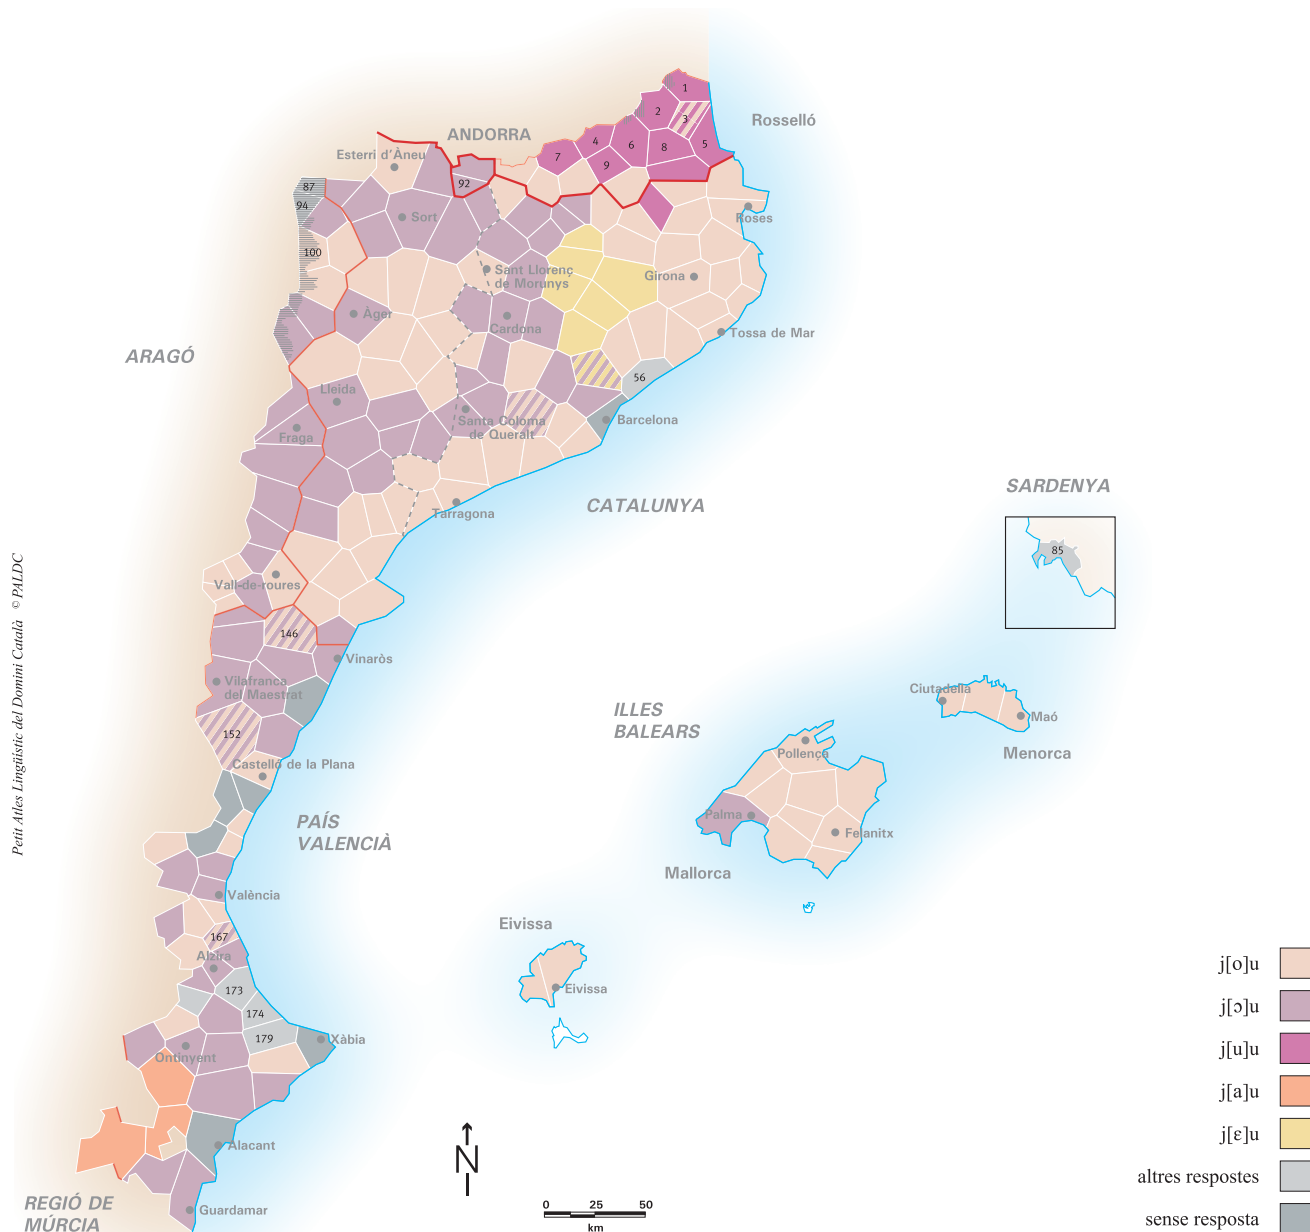 1
2
3
Rosselló
ANDORRA
4
6
8
5
Esterri d'Àneu
7
9
92
87
94
Sort
Roses
100
Sant Llorenç
de Morunys
Girona
Àger
Cardona
Tossa de Mar
ARAGÓ
56
Lleida
Santa Coloma
de Queralt
Barcelona
Fraga
SARDENYA
CATALUNYA
Tarragona
85
Vall-de-roures
Petit Atles Lingüístic del Domini Català © PALDC
146
Vinaròs
Vilafranca
del Maestrat
Ciutadella
Maó
ILLES
BALEARS
152
Menorca
Pollença
Castelló de la Plana
PAÍS
VALENCIÀ
Palma
Felanitx
Mallorca
València
Eivissa
167
Alzira
173
Eivissa
174
179
Xàbia
Ontinyent
Alacant
N
REGIÓ DE
MÚRCIA
Guardamar
0 25 50
km
j[o]u
j[ɔ]u
j[u]u
j[a]u
j[ɛ]u
altres respostes
sense resposta